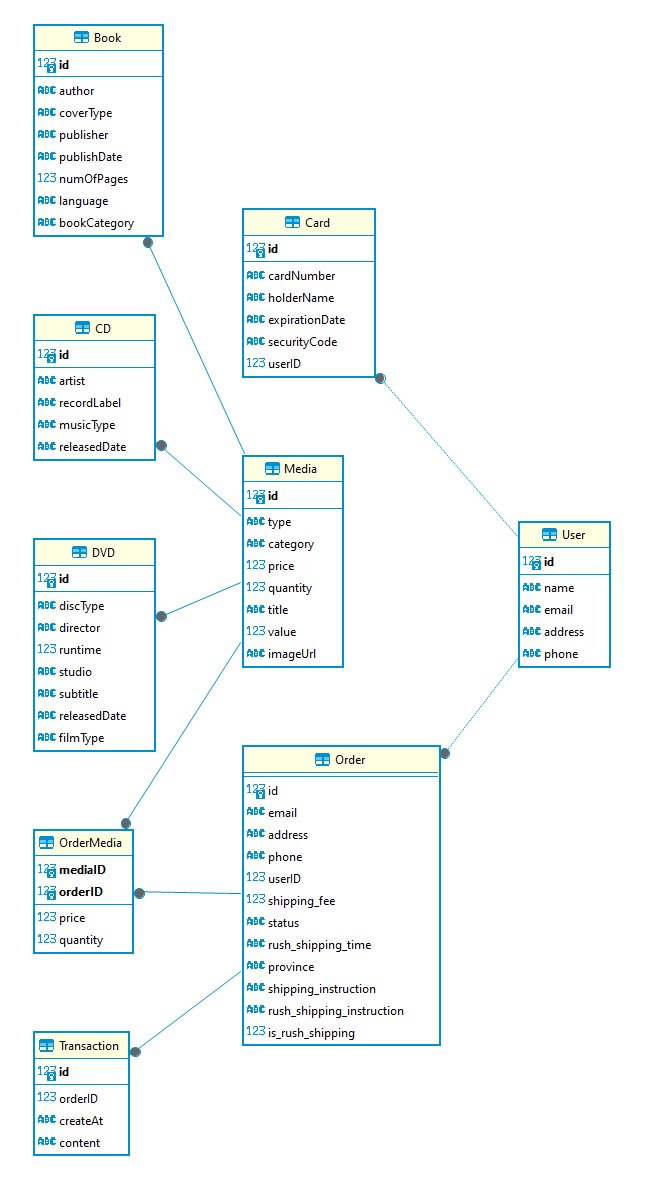 Book
123 id
ABC author
ABC coverType
ABC publisher
ABC publishDate
123 numOfPages
ABC language
ABC bookCategory
Card
123 id
ABC cardNumber
ABC holderName
ABC expirationDate
ABC securityCode
123 userID
CD
123 id
ABC artist
ABC recordLabel
ABC musicType
ABC releasedDate
Media
123 id
ABC type
ABC category
123 price
123 quantity
ABC title
123 value
ABC imageUrl
User
123 id
ABC name
ABC email
ABC address
ABC phone
DVD
123 id
ABC discType
ABC director
123 runtime
ABC studio
ABC subtitle
ABC releasedDate
ABC filmType
Order
123 id
ABC email
ABC address
ABC phone
123 userID
123 shipping_fee
ABC status
ABC rush_shipping_time
ABC province
ABC shipping_instruction
ABC rush_shipping_instruction
123 is_rush_shipping
OrderMedia
123 mediaID
123 orderID
123 price
123 quantity
Transaction
123 id
123 orderID
ABC createAt
ABC content